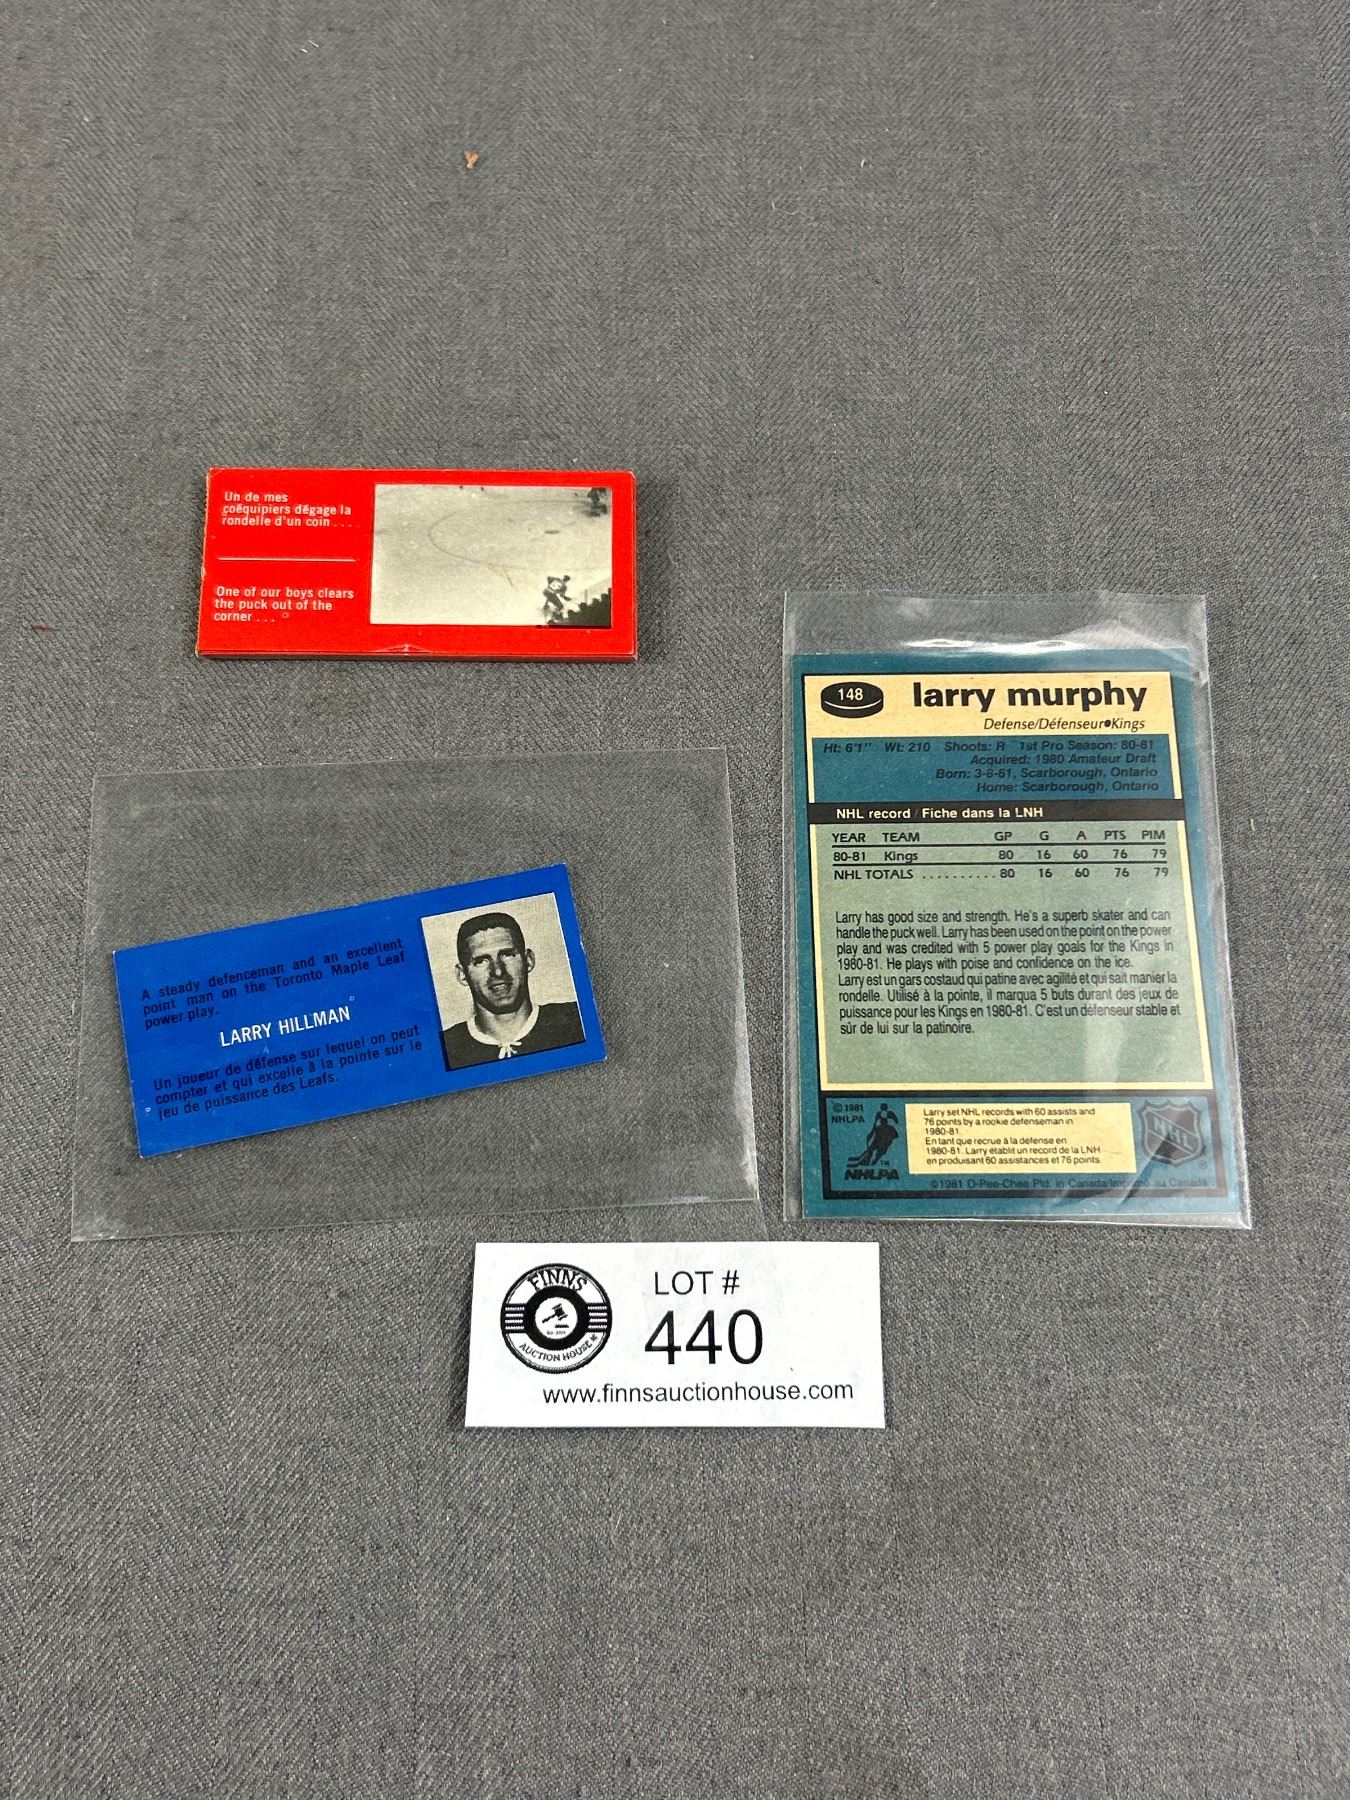 Un de mes
coéquipiers dégage la
rondelle d'un coin ....
One of our boys clears
the puck out of the
corner ....
A steady defenceman and an excellent
point man on the Toronto Maple Leaf
power play.
LARRY HILLMAN
Un joueur de défense sur lequel on peut
compter et qui excelle à la pointe sur le
jeu de puissance des Leafs.
148
larry murphy
Defense/Défenseur•Kings
Ht: 6'1" Wt: 210 Shoots: R 1st Pro Season: 80-81
Acquired: 1980 Amateur Draft
Born: 3-8-61, Scarborough, Ontario
Home: Scarborough, Ontario
NHL record / Fiche dans la LNH
YEAR TEAM GP G A PTS PIM
80-81 Kings 80 16 60 76 79
NHL TOTALS .......... 80 16 60 76 79
Larry has good size and strength. He's a superb skater and can
handle the puck well. Larry has been used on the point on the power
play and was credited with 5 power play goals for the Kings in
1980-81. He plays with poise and confidence on the ice.
Larry est un gars costaud qui patine avec agilité et qui sait manier la
rondelle. Utilisé à la pointe, il marqua 5 buts durant des jeux de
puissance pour les Kings en 1980-81. C'est un défenseur stable et
sûr de lui sur la patinoire.
© 1981
NHLPA
NHLPA
TM
Larry set NHL records with 60 assists and
76 points by a rookie defenseman in
1980-81.
En tant que recrue à la défense en
1980-81, Larry établit un record de la LNH
en produisant 60 assistances et 76 points.
NHL
®
©1981 O-Pee-Chee Ptd. in Canada/Imprimé au Canada
FINNS
AUCTION HOUSE
LOT #
440
www.finnsauctionhouse.com